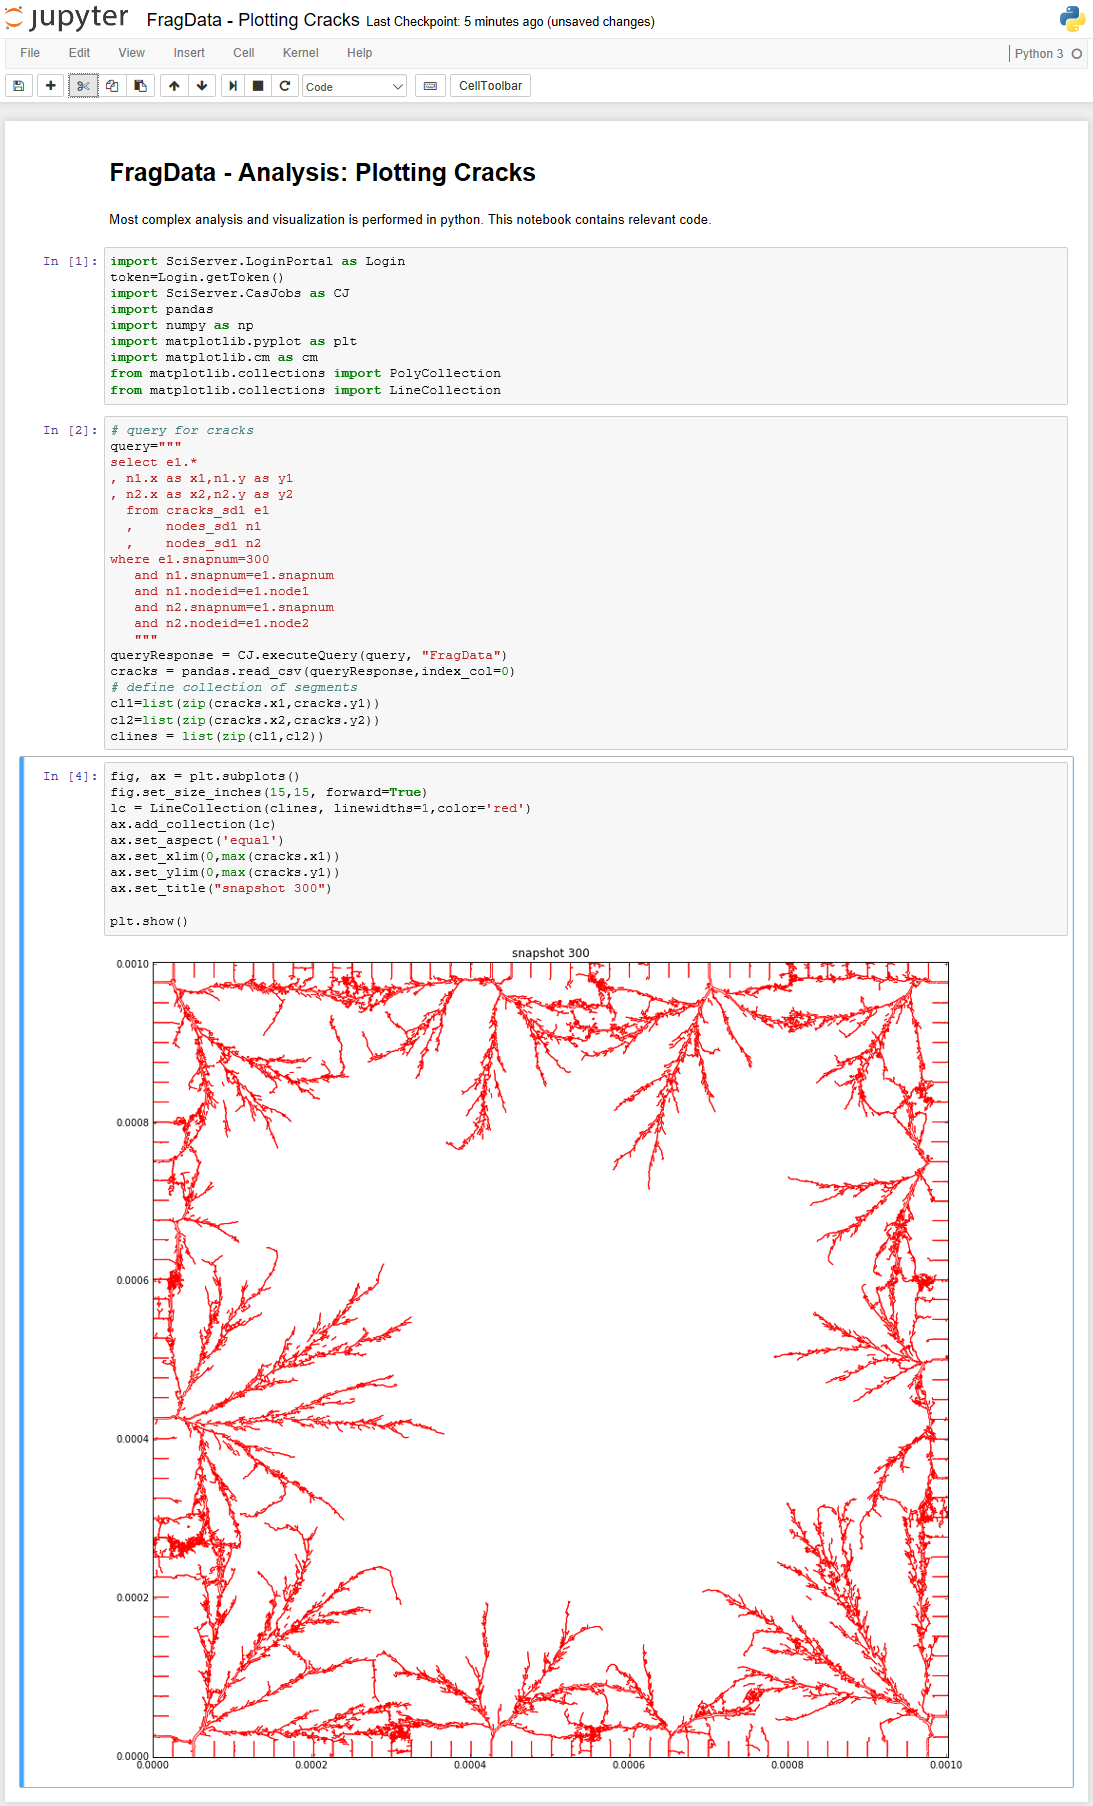 jupyter FragData - Plotting Cracks Last Checkpoint: 5 minutes ago (unsaved changes)
File Edit View Insert Cell Kernel Help Python 3
Code CellToolbar
FragData - Analysis: Plotting Cracks
Most complex analysis and visualization is performed in python. This notebook contains relevant code.
In [1]: import SciServer.LoginPortal as Login
token=Login.getToken()
import SciServer.CasJobs as CJ
import pandas
import numpy as np
import matplotlib.pyplot as plt
import matplotlib.cm as cm
from matplotlib.collections import PolyCollection
from matplotlib.collections import LineCollection
In [2]: # query for cracks
query="""
select e1.*
, n1.x as x1,n1.y as y1
, n2.x as x2,n2.y as y2
  from cracks_sd1 e1
  ,    nodes_sd1 n1
  ,    nodes_sd1 n2
where e1.snapnum=300
   and n1.snapnum=e1.snapnum
   and n1.nodeid=e1.node1
   and n2.snapnum=e1.snapnum
   and n2.nodeid=e1.node2
   """
queryResponse = CJ.executeQuery(query, "FragData")
cracks = pandas.read_csv(queryResponse,index_col=0)
# define collection of segments
cl1=list(zip(cracks.x1,cracks.y1))
cl2=list(zip(cracks.x2,cracks.y2))
clines = list(zip(cl1,cl2))
In [4]: fig, ax = plt.subplots()
fig.set_size_inches(15,15, forward=True)
lc = LineCollection(clines, linewidths=1,color='red')
ax.add_collection(lc)
ax.set_aspect('equal')
ax.set_xlim(0,max(cracks.x1))
ax.set_ylim(0,max(cracks.y1))
ax.set_title("snapshot 300")
plt.show()
snapshot 300
0.0010
0.0008
0.0006
0.0004
0.0002
0.0000
0.0000 0.0002 0.0004 0.0006 0.0008 0.0010